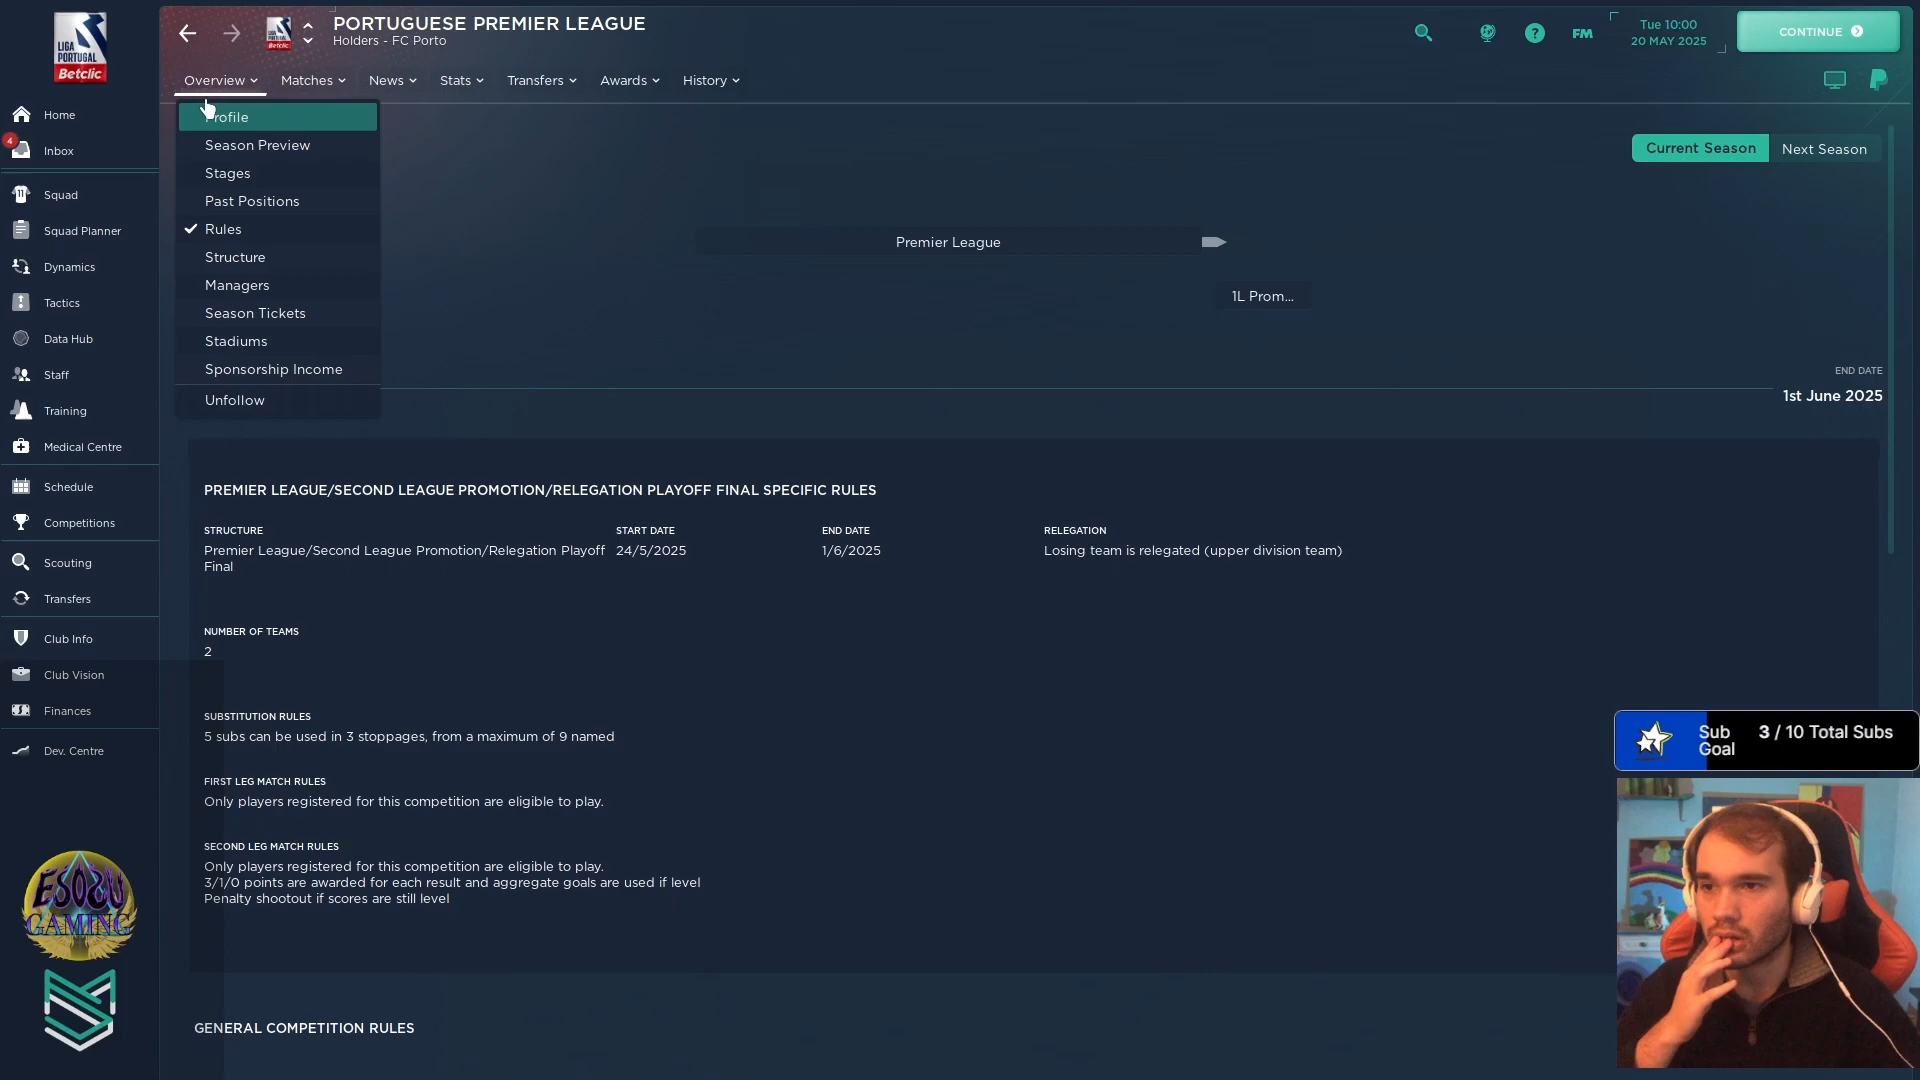 PORTUGUESE PREMIER LEAGUE
Holders - FC Porto
Tue 10:00
20 MAY 2025
CONTINUE
FM
LIGA
PORTUGAL
Betclic
Overview
Matches
News
Stats
Transfers
Awards
History
Home
4
Inbox
Squad
Squad Planner
Dynamics
Tactics
Data Hub
Staff
Training
Medical Centre
Schedule
Competitions
Scouting
Transfers
Club Info
Club Vision
Finances
Dev. Centre
Profile
Season Preview
Stages
Past Positions
Rules
Structure
Managers
Season Tickets
Stadiums
Sponsorship Income
Unfollow
Current Season
Next Season
Premier League
1L Prom...
END DATE
1st June 2025
PREMIER LEAGUE/SECOND LEAGUE PROMOTION/RELEGATION PLAYOFF FINAL SPECIFIC RULES
STRUCTURE
Premier League/Second League Promotion/Relegation Playoff
Final
START DATE
24/5/2025
END DATE
1/6/2025
RELEGATION
Losing team is relegated (upper division team)
NUMBER OF TEAMS
2
SUBSTITUTION RULES
5 subs can be used in 3 stoppages, from a maximum of 9 named
FIRST LEG MATCH RULES
Only players registered for this competition are eligible to play.
SECOND LEG MATCH RULES
Only players registered for this competition are eligible to play.
3/1/0 points are awarded for each result and aggregate goals are used if level
Penalty shootout if scores are still level
GENERAL COMPETITION RULES
Sub
Goal
3 / 10 Total Subs
GAMING